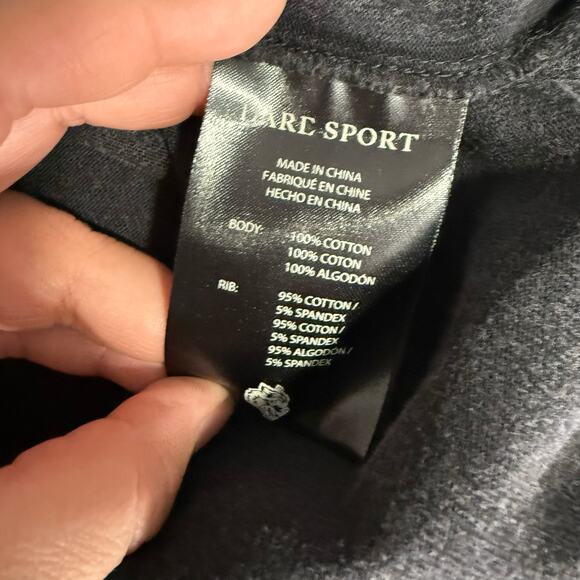 SPORT
MADE IN CHINA
FABRIQUÉ EN CHINE
HECHO EN CHINA
BODY: 100% COTTON
100% COTON
100% ALGODÓN
RIB: 95% COTTON /
5% SPANDEX
95% COTON /
5% SPANDEX
95% ALGODÓN /
5% SPANDEX